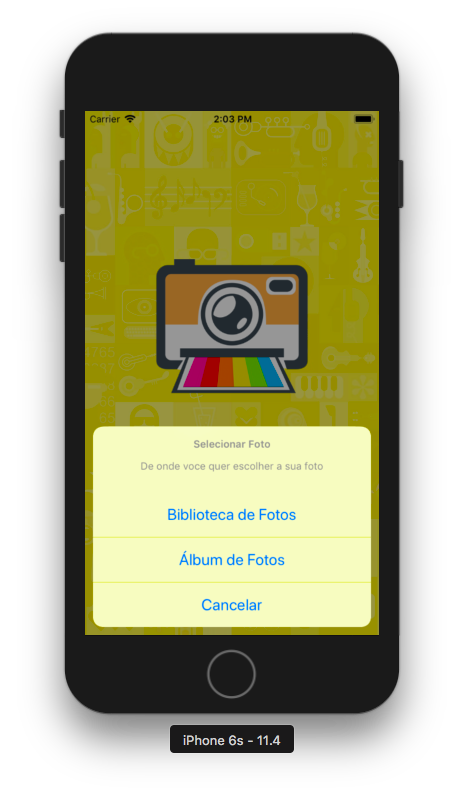 Carrier
2:03 PM
Selecionar Foto
De onde voce quer escolher a sua foto
Biblioteca de Fotos
Álbum de Fotos
Cancelar
iPhone 6s - 11.4